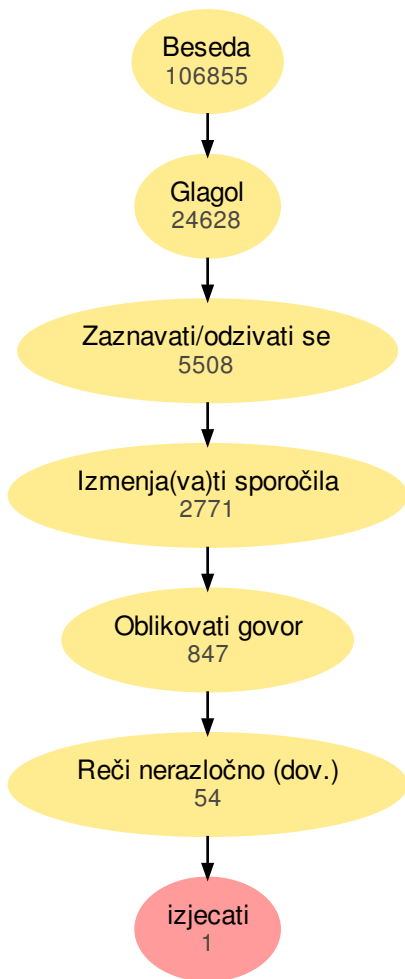 Beseda
106855
Glagol
24628
Zaznavati/odzivati se
5508
Izmenja(va)ti sporočila
2771
Oblikovati govor
847
Reči nerazločno (dov.)
54
izjecati
1